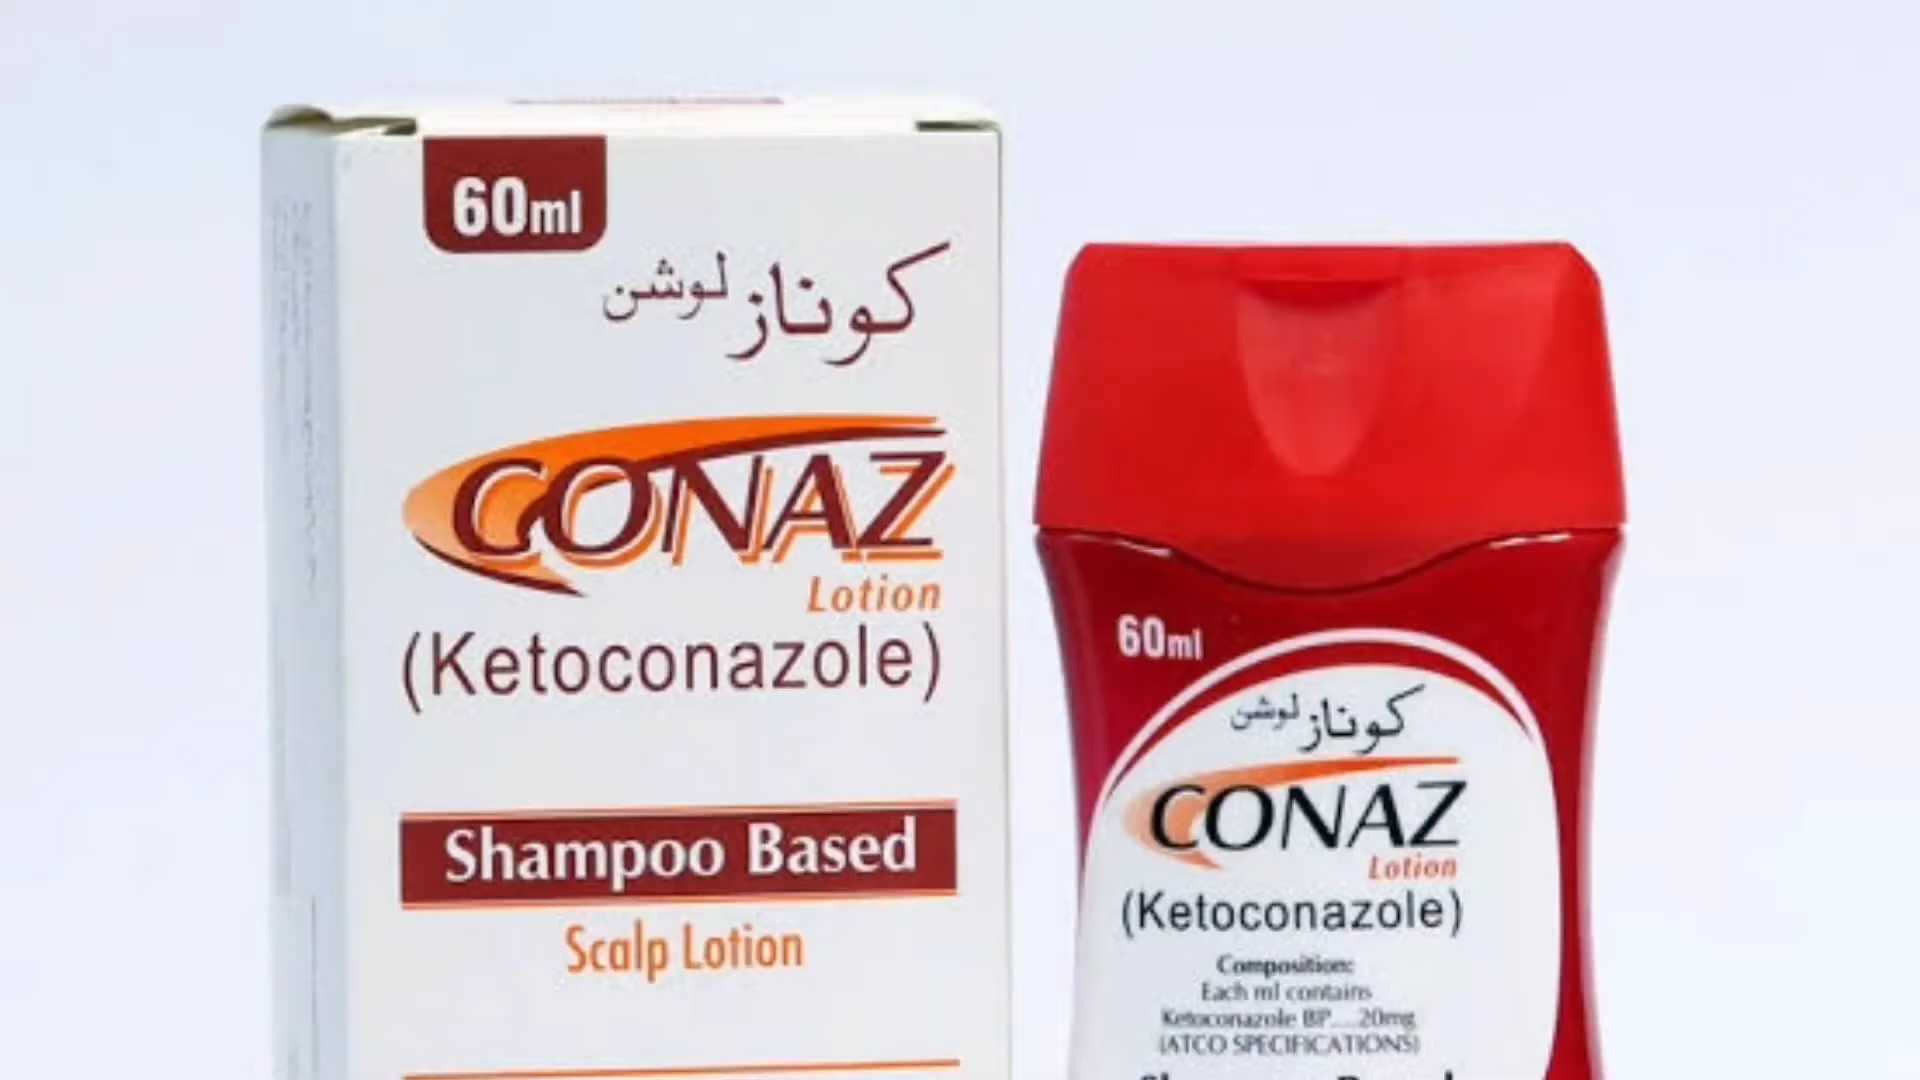 60ml
کوناز لوشن
CONAZ
Lotion
(Ketoconazole)
Shampoo Based
Scalp Lotion
60ml
کوناز لوشن
CONAZ
Lotion
(Ketoconazole)
Composition:
Each ml contains
Ketoconazole BP....20mg
(ATCO SPECIFICATIONS)